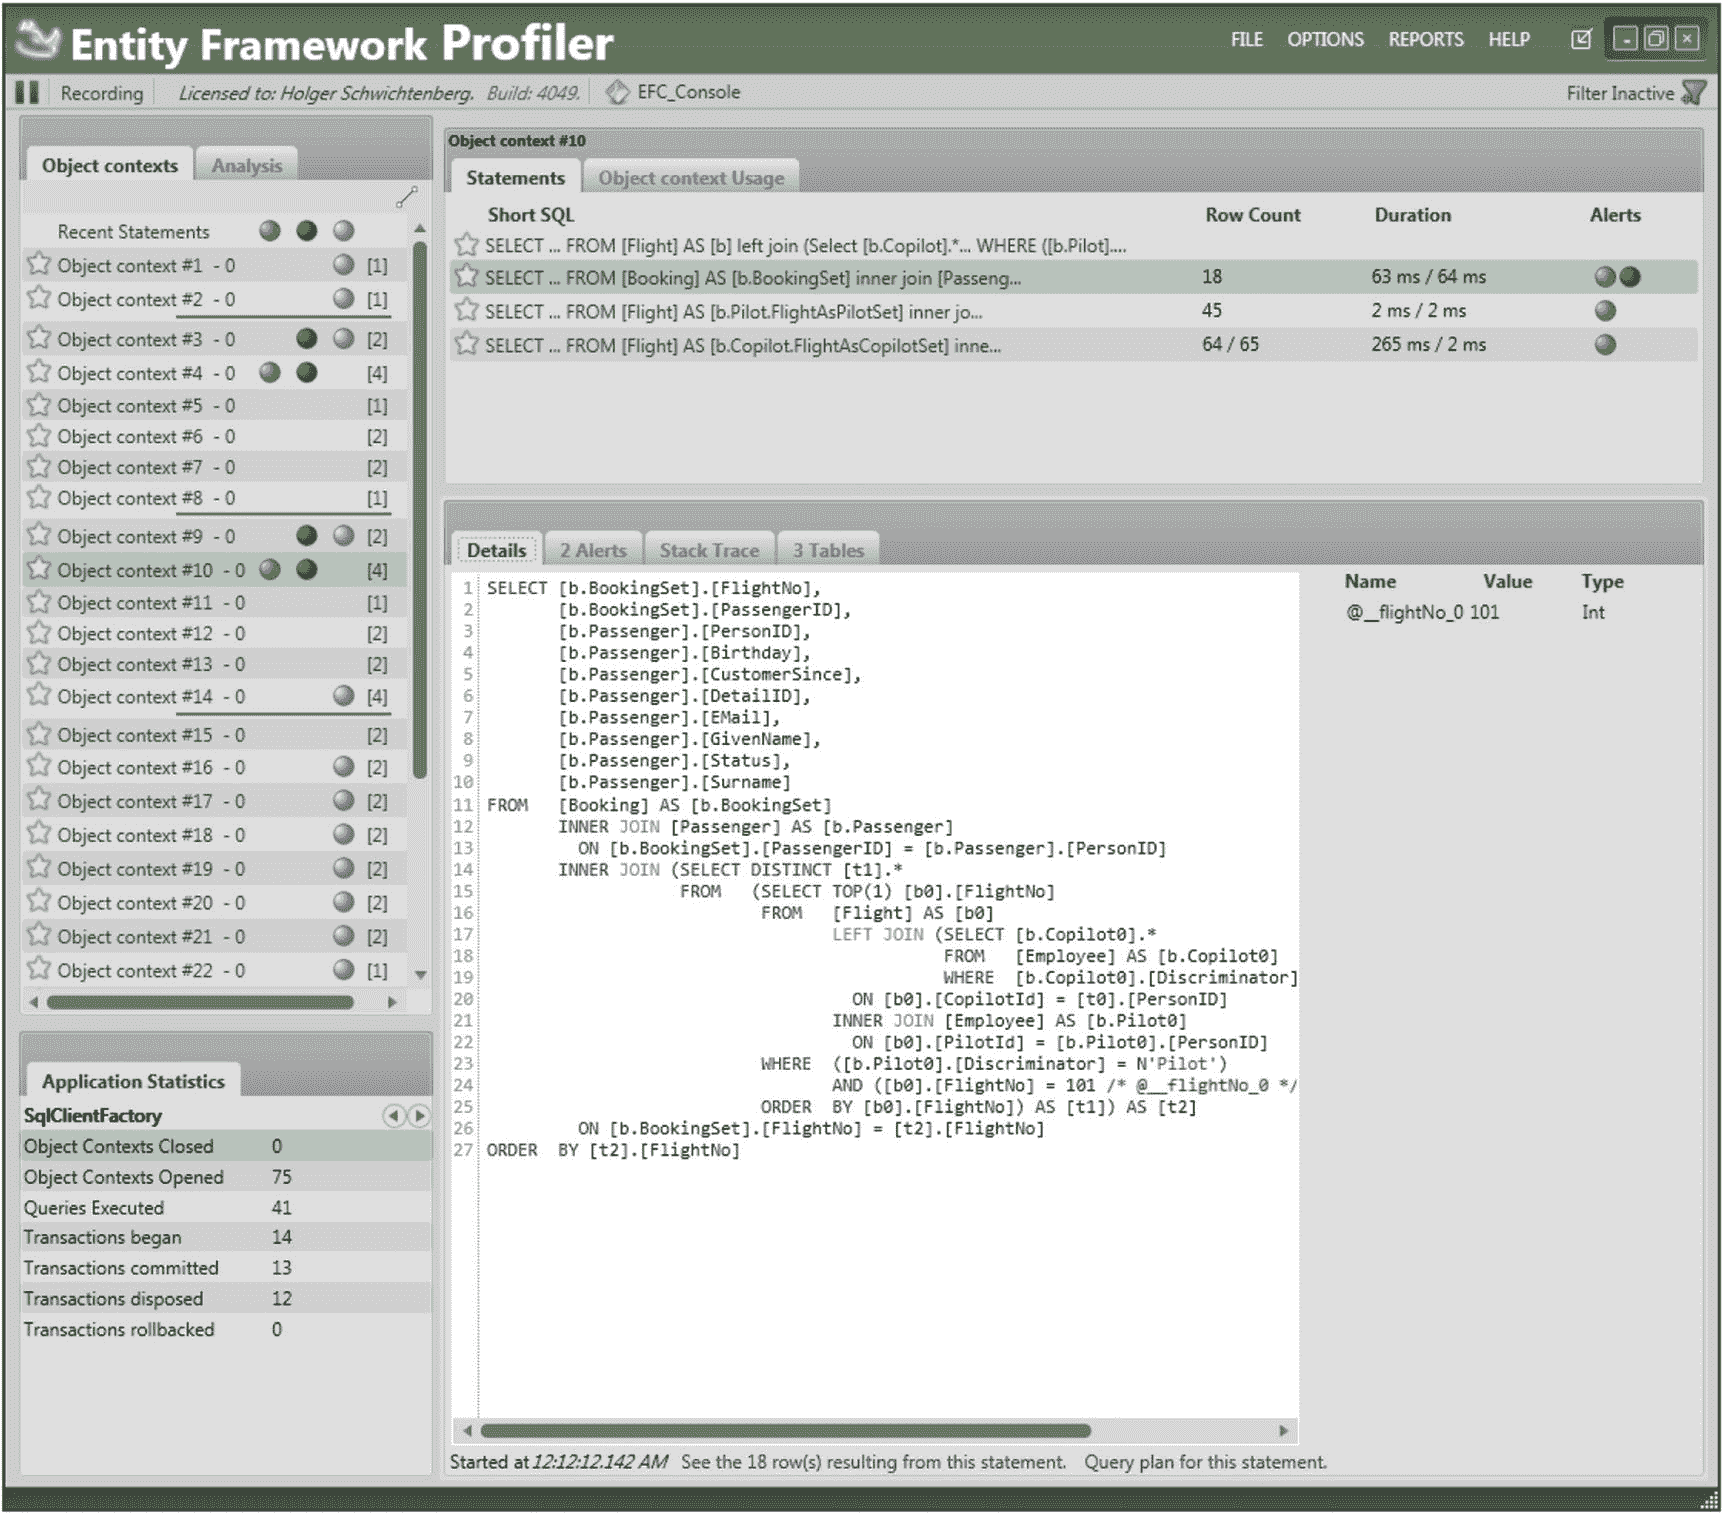 Entity Framework Profiler
FILE OPTIONS REPORTS HELP
Recording Licensed to: Holger Schwichtenberg. Build: 4049. EFC_Console Filter Inactive
Object contexts Analysis
Recent Statements
Object context #1 - 0 [1]
Object context #2 - 0 [1]
Object context #3 - 0 [2]
Object context #4 - 0 [4]
Object context #5 - 0 [1]
Object context #6 - 0 [2]
Object context #7 - 0 [2]
Object context #8 - 0 [1]
Object context #9 - 0 [2]
Object context #10 - 0 [4]
Object context #11 - 0 [1]
Object context #12 - 0 [2]
Object context #13 - 0 [2]
Object context #14 - 0 [4]
Object context #15 - 0 [2]
Object context #16 - 0 [2]
Object context #17 - 0 [2]
Object context #18 - 0 [2]
Object context #19 - 0 [2]
Object context #20 - 0 [2]
Object context #21 - 0 [2]
Object context #22 - 0 [1]
Application Statistics
SqlClientFactory
Object Contexts Closed 0
Object Contexts Opened 75
Queries Executed 41
Transactions began 14
Transactions committed 13
Transactions disposed 12
Transactions rollbacked 0
Object context #10
Statements Object context Usage
Short SQL Row Count Duration Alerts
SELECT ... FROM [Flight] AS [b] left join (Select [b.Copilot].*... WHERE ([b.Pilot]....
SELECT ... FROM [Booking] AS [b.BookingSet] inner join [Passeng... 18 63 ms / 64 ms
SELECT ... FROM [Flight] AS [b.Pilot.FlightAsPilotSet] inner jo... 45 2 ms / 2 ms
SELECT ... FROM [Flight] AS [b.Copilot.FlightAsCopilotSet] inne... 64 / 65 265 ms / 2 ms
Details 2 Alerts Stack Trace 3 Tables
1 SELECT [b.BookingSet].[FlightNo],
2 [b.BookingSet].[PassengerID],
3 [b.Passenger].[PersonID],
4 [b.Passenger].[Birthday],
5 [b.Passenger].[CustomerSince],
6 [b.Passenger].[DetailID],
7 [b.Passenger].[EMail],
8 [b.Passenger].[GivenName],
9 [b.Passenger].[Status],
10 [b.Passenger].[Surname]
11 FROM [Booking] AS [b.BookingSet]
12 INNER JOIN [Passenger] AS [b.Passenger]
13 ON [b.BookingSet].[PassengerID] = [b.Passenger].[PersonID]
14 INNER JOIN (SELECT DISTINCT [t1].*
15 FROM (SELECT TOP(1) [b0].[FlightNo]
16 FROM [Flight] AS [b0]
17 LEFT JOIN (SELECT [b.Copilot0].*
18 FROM [Employee] AS [b.Copilot0]
19 WHERE [b.Copilot0].[Discriminator]
20 ON [b0].[CopilotId] = [t0].[PersonID]
21 INNER JOIN [Employee] AS [b.Pilot0]
22 ON [b0].[PilotId] = [b.Pilot0].[PersonID]
23 WHERE ([b.Pilot0].[Discriminator] = N'Pilot')
24 AND ([b0].[FlightNo] = 101 /* @__flightNo_0 */
25 ORDER BY [b0].[FlightNo]) AS [t1]) AS [t2]
26 ON [b.BookingSet].[FlightNo] = [t2].[FlightNo]
27 ORDER BY [t2].[FlightNo]
Name Value Type
@__flightNo_0 101 Int
Started at 12:12:12.142 AM See the 18 row(s) resulting from this statement. Query plan for this statement.